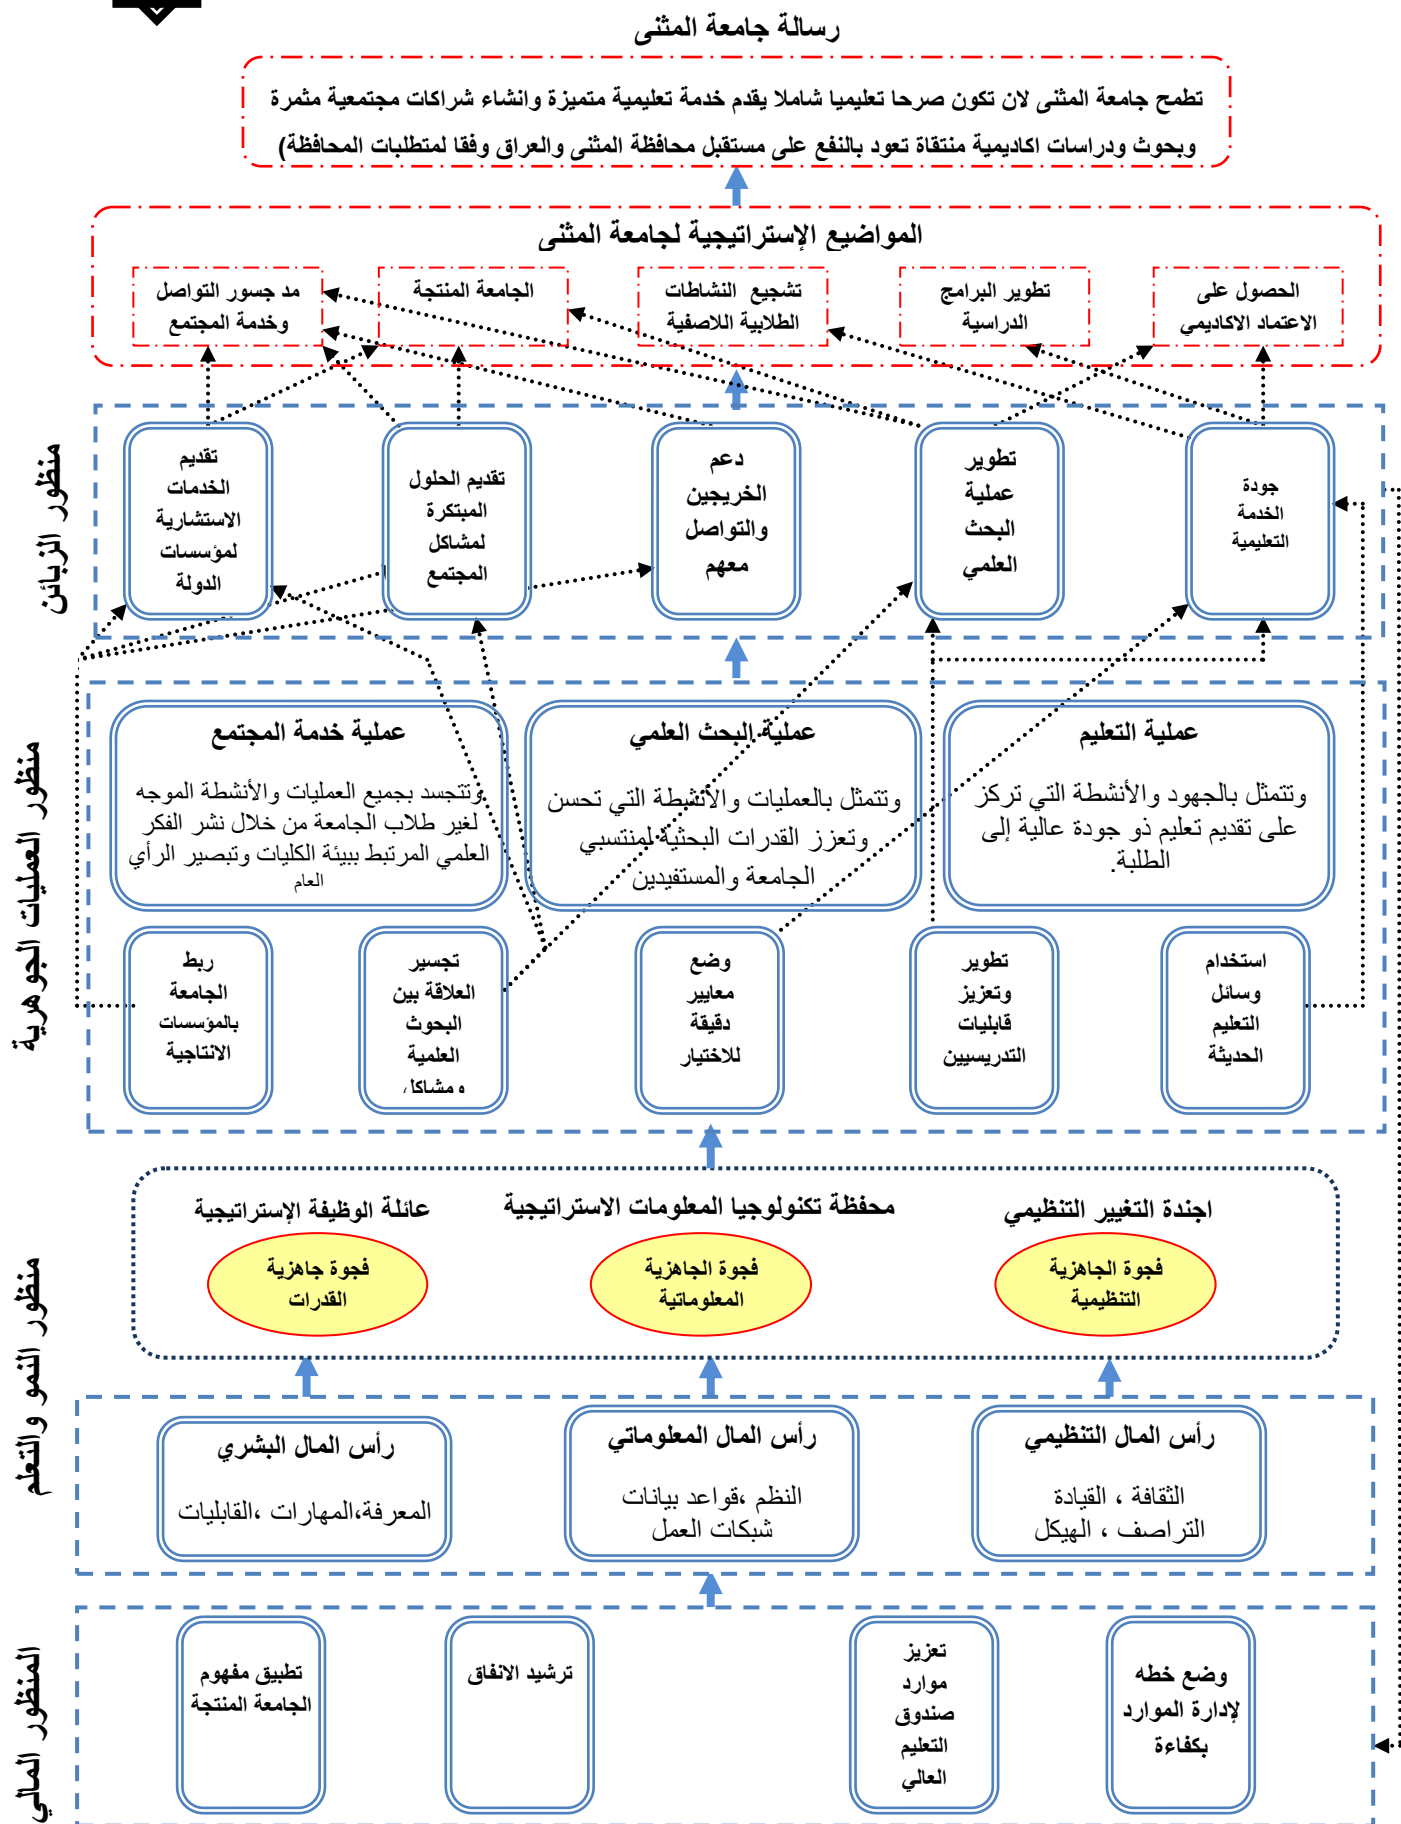 رسالة جامعة المثنى
تطمح جامعة المثنى لان تكون صرحا تعليميا شاملا يقدم خدمة تعليمية متميزة وانشاء شراكات مجتمعية مثمرة
وبحوث ودراسات اكاديمية منتقاة تعود بالنفع على مستقبل محافظة المثنى والعراق وفقا لمتطلبات المحافظة)
المواضيع الإستراتيجية لجامعة المثنى
الحصول على
الاعتماد الاكاديمي
تطوير البرامج
الدراسية
تشجيع النشاطات
الطلابية اللاصفية
الجامعة المنتجة
مد جسور التواصل
وخدمة المجتمع
منظور الزبائن
جودة
الخدمة
التعليمية
تطوير
عملية
البحث
العلمي
دعم
الخريجين
والتواصل
معهم
تقديم الحلول
المبتكرة
لمشاكل
المجتمع
تقديم
الخدمات
الاستشارية
لمؤسسات
الدولة
منظور العمليات الجوهرية
عملية التعليم
وتتمثل بالجهود والأنشطة التي تركز
على تقديم تعليم ذو جودة عالية إلى
الطلبة.
عملية البحث العلمي
وتتمثل بالعمليات والأنشطة التي تحسن
وتعزز القدرات البحثية لمنتسبي
الجامعة والمستفيدين
عملية خدمة المجتمع
وتتجسد بجميع العمليات والأنشطة الموجه
لغير طلاب الجامعة من خلال نشر الفكر
العلمي المرتبط ببيئة الكليات وتبصير الرأي
العام
استخدام
وسائل
التعليم
الحديثة
تطوير
وتعزيز
قابليات
التدريسيين
وضع
معايير
دقيقة
للاختيار
تجسير
العلاقة بين
البحوث
العلمية
ومشاكل
ربط
الجامعة
بالمؤسسات
الانتاجية
منظور النمو والتعلم
اجندة التغيير التنظيمي
فجوة الجاهزية
التنظيمية
محفظة تكنولوجيا المعلومات الاستراتيجية
فجوة الجاهزية
المعلوماتية
عائلة الوظيفة الإستراتيجية
فجوة جاهزية
القدرات
رأس المال التنظيمي
الثقافة ، القيادة
التراصف ، الهيكل
رأس المال المعلوماتي
النظم ،قواعد بيانات
شبكات العمل
رأس المال البشري
المعرفة،المهارات ،القابليات
المنظور المالي
وضع خطه
لإدارة الموارد
بكفاءة
تعزيز
موارد
صندوق
التعليم
العالي
ترشيد الانفاق
تطبيق مفهوم
الجامعة المنتجة